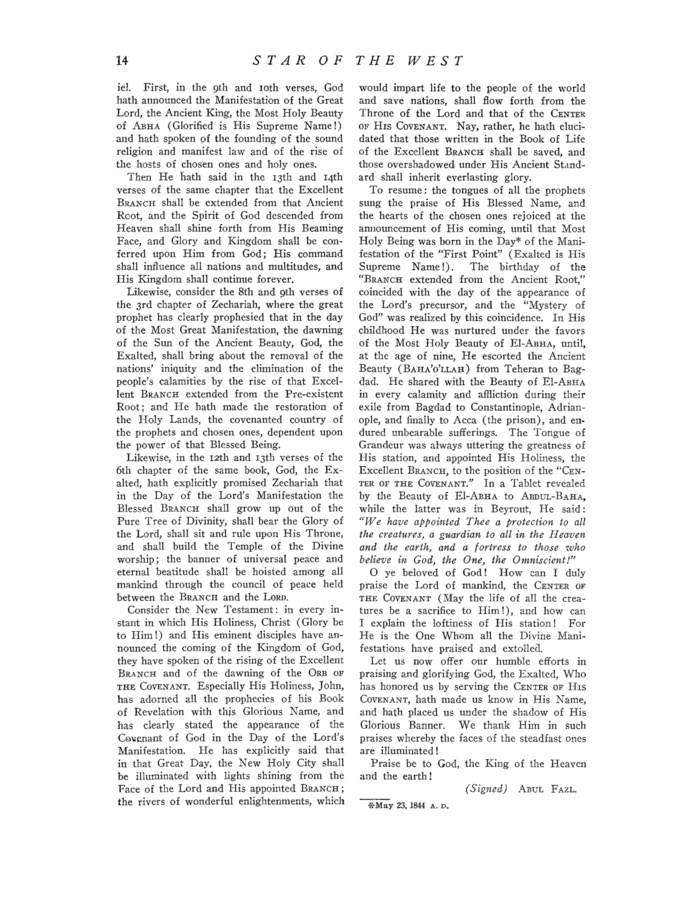 14
STAR OF THE WEST
iel. First, in the 9th and 10th verses, God
hath announced the Manifestation of the Great
Lord, the Ancient King, the Most Holy Beauty
of ABHA (Glorified is His Supreme Name!)
and hath spoken of the founding of the sound
religion and manifest law and of the rise of
the hosts of chosen ones and holy ones.
Then He hath said in the 13th and 14th
verses of the same chapter that the Excellent
BRANCH shall be extended from that Ancient
Root, and the Spirit of God descended from
Heaven shall shine forth from His Beaming
Face, and Glory and Kingdom shall be con-
ferred upon Him from God; His command
shall influence all nations and multitudes, and
His Kingdom shall continue forever.
Likewise, consider the 8th and 9th verses of
the 3rd chapter of Zechariah, where the great
prophet has clearly prophesied that in the day
of the Most Great Manifestation, the dawning
of the Sun of the Ancient Beauty, God, the
Exalted, shall bring about the removal of the
nations' iniquity and the elimination of the
people's calamities by the rise of that Excel-
lent BRANCH extended from the Pre-existent
Root; and He hath made the restoration of
the Holy Lands, the covenanted country of
the prophets and chosen ones, dependent upon
the power of that Blessed Being.
Likewise, in the 12th and 13th verses of the
6th chapter of the same book, God, the Ex-
alted, hath explicitly promised Zechariah that
in the Day of the Lord's Manifestation the
Blessed BRANCH shall grow up out of the
Pure Tree of Divinity, shall bear the Glory of
the Lord, shall sit and rule upon His Throne,
and shall build the Temple of the Divine
worship; the banner of universal peace and
eternal beatitude shall be hoisted among all
mankind through the council of peace held
between the BRANCH and the LORD.
Consider the New Testament: in every in-
stant in which His Holiness, Christ (Glory be
to Him!) and His eminent disciples have an-
nounced the coming of the Kingdom of God,
they have spoken of the rising of the Excellent
BRANCH and of the dawning of the ORB OF
THE COVENANT. Especially His Holiness, John,
has adorned all the prophecies of his Book
of Revelation with this Glorious Name, and
has clearly stated the appearance of the
Covenant of God in the Day of the Lord's
Manifestation. He has explicitly said that
in that Great Day, the New Holy City shall
be illuminated with lights shining from the
Face of the Lord and His appointed BRANCH;
the rivers of wonderful enlightenments, which
would impart life to the people of the world
and save nations, shall flow forth from the
Throne of the Lord and that of the CENTER
OF HIS COVENANT. Nay, rather, he hath eluci-
dated that those written in the Book of Life
of the Excellent BRANCH shall be saved, and
those overshadowed under His Ancient Stand-
ard shall inherit everlasting glory.
To resume: the tongues of all the prophets
sung the praise of His Blessed Name, and
the hearts of the chosen ones rejoiced at the
announcement of His coming, until that Most
Holy Being was born in the Day* of the Mani-
festation of the "First Point" (Exalted is His
Supreme Name!). The birthday of the
"BRANCH extended from the Ancient Root,"
coincided with the day of the appearance of
the Lord's precursor, and the "Mystery of
God" was realized by this coincidence. In His
childhood He was nurtured under the favors
of the Most Holy Beauty of EL-ABHA, until,
at the age of nine, He escorted the Ancient
Beauty (BAHA'O'LLAH) from Teheran to Bag-
dad. He shared with the Beauty of El-ABHA
in every calamity and affliction during their
exile from Bagdad to Constantinople, Adrian-
ople, and finally to Acca (the prison), and en-
dured unbearable sufferings. The Tongue of
Grandeur was always uttering the greatness of
His station, and appointed His Holiness, the
Excellent BRANCH, to the position of the "CEN-
TER OF THE COVENANT." In a Tablet revealed
by the Beauty of El-ABHA to ABDUL-BAHA,
while the latter was in Beyrout, He said:
"We have appointed Thee a protection to all
the creatures, a guardian to all in the Heaven
and the earth, and a fortress to those who
believe in God, the One, the Omniscient!"
O ye beloved of God! How can I duly
praise the Lord of mankind, the CENTER OF
THE COVENANT (May the life of all the crea-
tures be a sacrifice to Him!), and how can
I explain the loftiness of His station! For
He is the One Whom all the Divine Mani-
festations have praised and extolled.
Let us now offer our humble efforts in
praising and glorifying God, the Exalted, Who
has honored us by serving the CENTER OF HIS
COVENANT, hath made us know in His Name,
and hath placed us under the shadow of His
Glorious Banner. We thank Him in such
praises whereby the faces of the steadfast ones
are illuminated!
Praise be to God, the King of the Heaven
and the earth!
(Signed) ABUL FAZL.
*May 23, 1844 A. D.